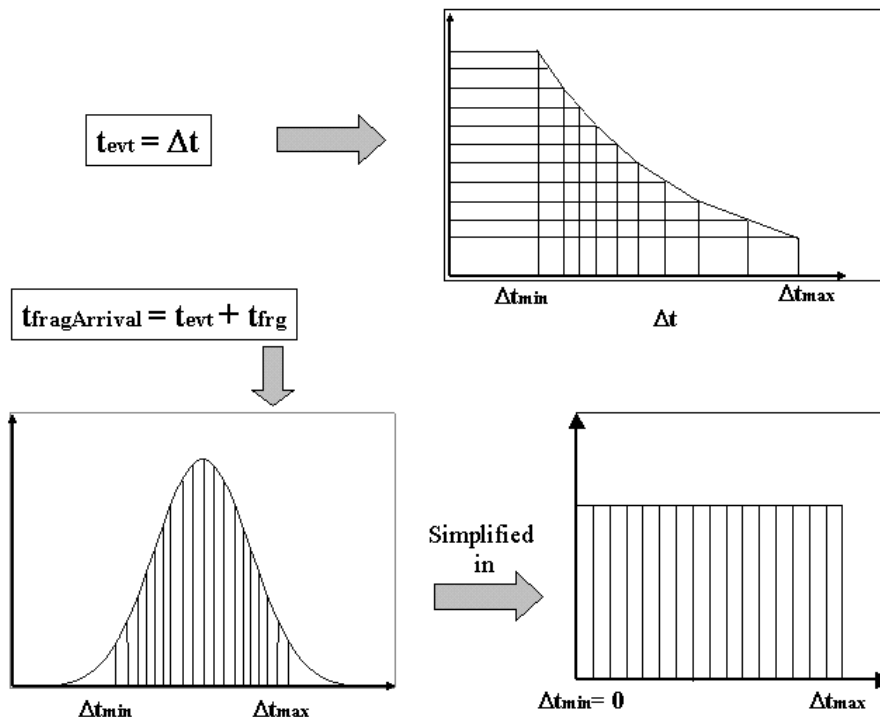 tevt = Δt
Δtmin
Δtmax
Δt
tfragArrival = tevt + tfrg
Δtmin
Δtmax
Simplified
in
Δtmin= 0
Δtmax